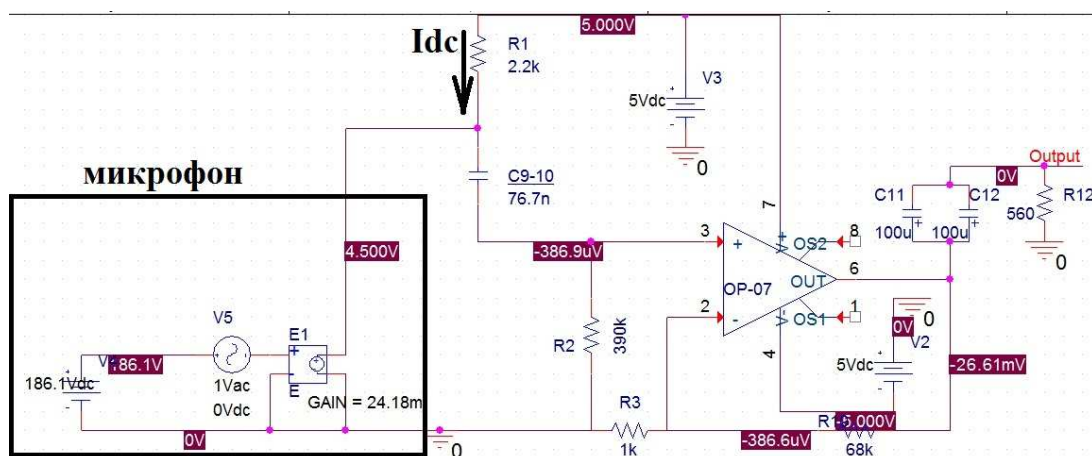 Idc
R1
2.2k
5.000V
V3
5Vdc
0
микрофон
C9-10
76.7n
4.500V
-386.9uV
3
2
7
4
+
-
V+
V-
OP-07
OS2
OUT
OS1
8
6
1
Output
0V
C11
100u
C12
100u
R12
560
0
0
0V
V2
5Vdc
-26.61mV
V5
1Vac
0Vdc
186.1Vdc
E1
E
GAIN = 24.18m
0V
0
R2
390k
R3
1k
-386.6uV
-5.000V
68k